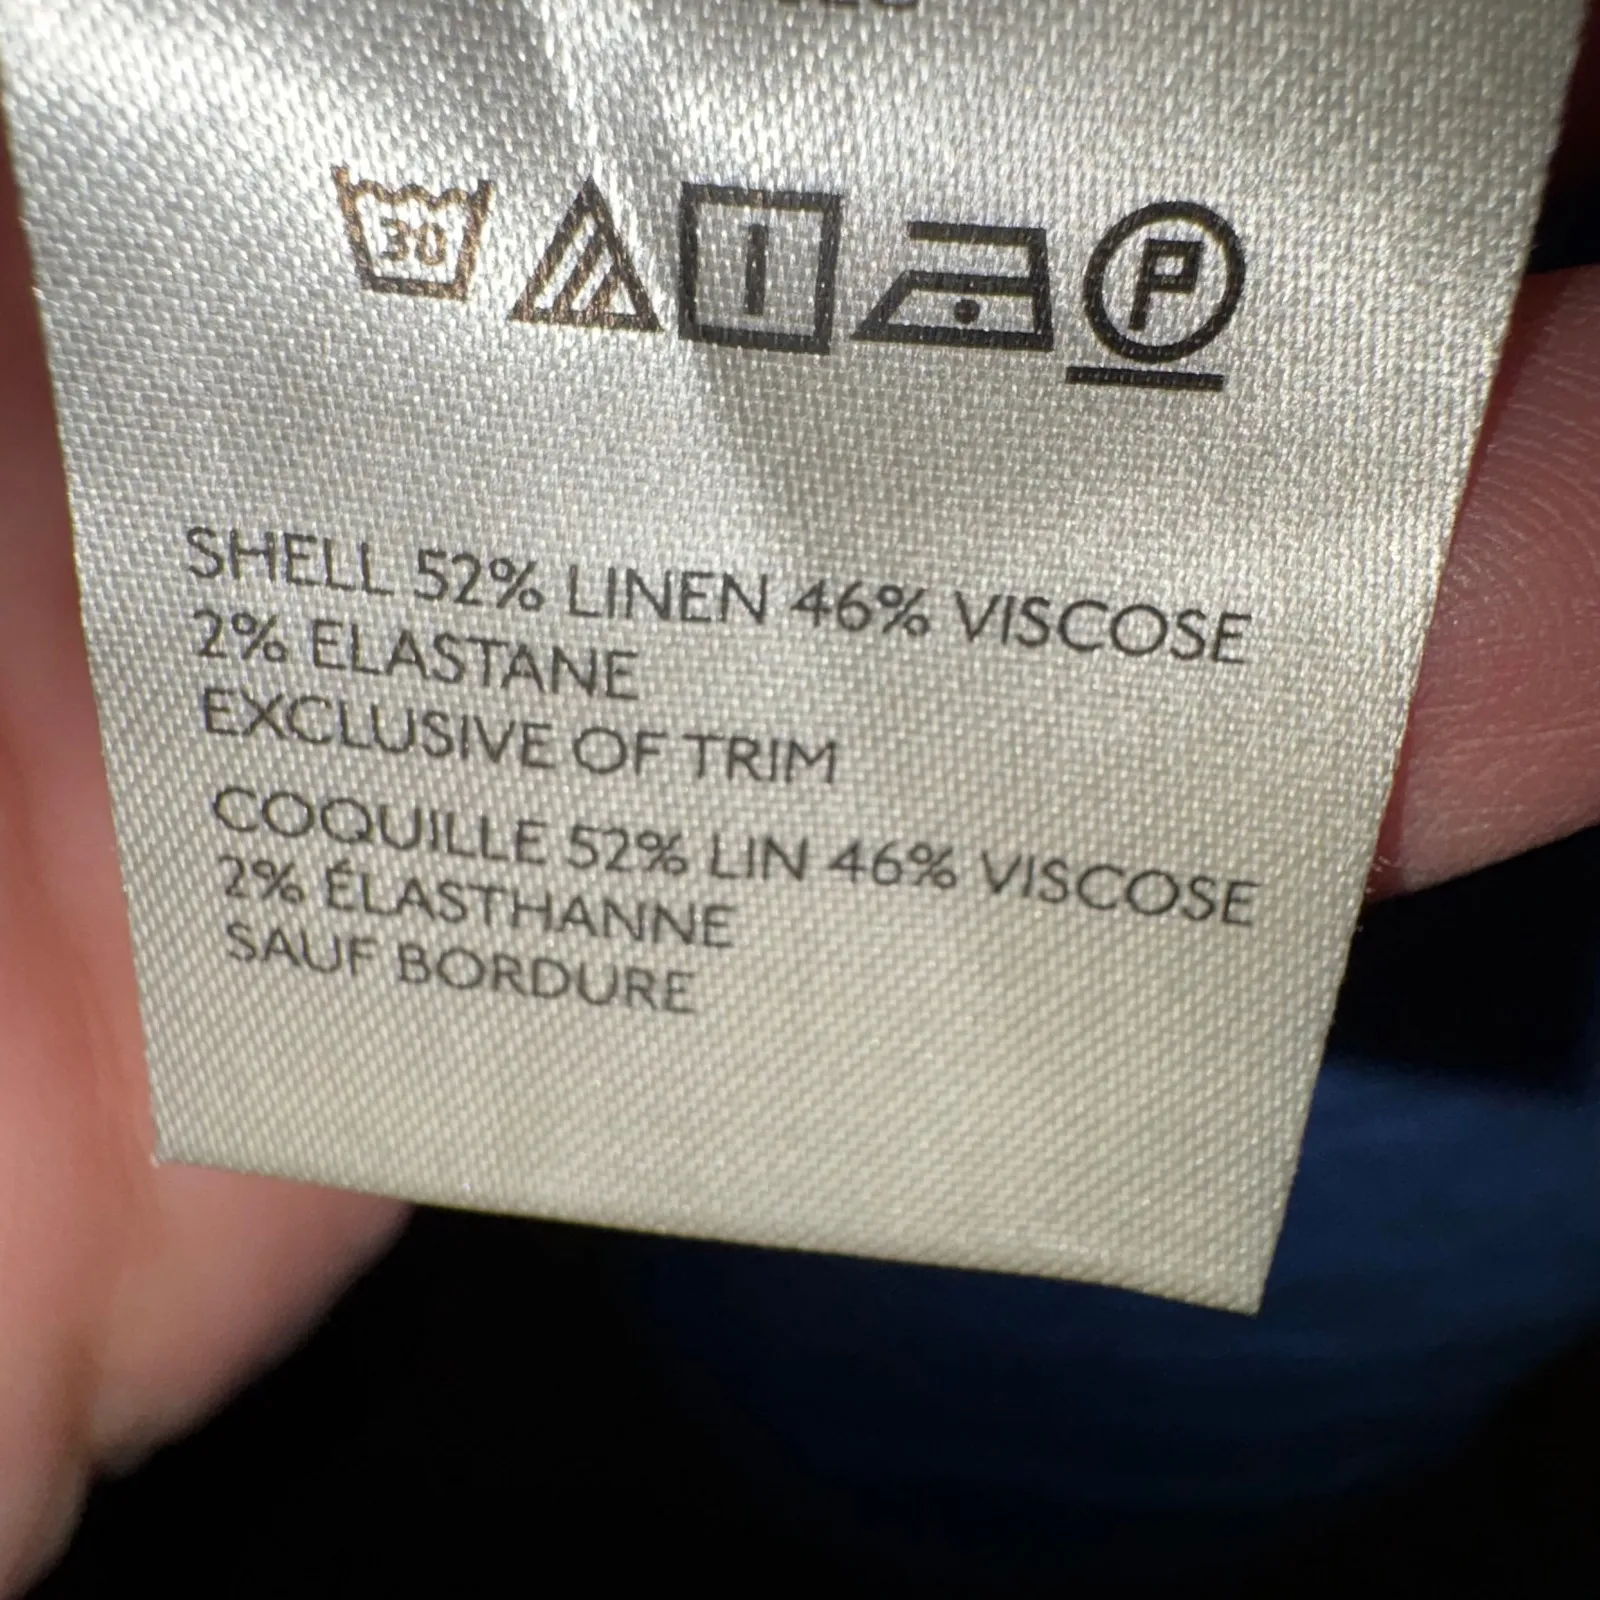 30
P
SHELL 52% LINEN 46% VISCOSE
2% ELASTANE
EXCLUSIVE OF TRIM
COQUILLE 52% LIN 46% VISCOSE
2% ÉLASTHANNE
SAUF BORDURE